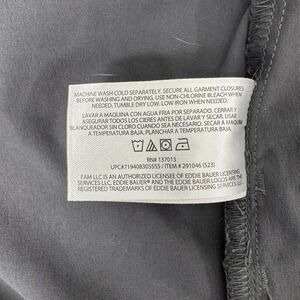 MACHINE WASH COLD SEPARATELY. SECURE ALL GARMENT CLOSURES
BEFORE WASHING AND DRYING. USE NON-CHLORINE BLEACH WHEN
NEEDED. TUMBLE DRY LOW. LOW IRON WHEN NEEDED.
LAVAR A MAQUINA CON AGUA FRIA POR SEPARADO. CERRAR Y
ASEGURAR TODOS LOS CIERRES ANTES DE LAVAR Y SECAR. USAR
BLANQUEADOR SIN CLORO CUANDO SEA NECESARIO. SECAR A MAQUINA
A TEMPERATURA BAJA. PLANCHAR A TEMPERATURA BAJA.
RN# 137013
UPC#719408305555 / ITEM # 291046 (S23)
FAM LLC IS AN AUTHORIZED LICENSEE OF EDDIE BAUER LICENSING
SERVICES LLC. EDDIE BAUER® AND THE EDDIE BAUER LOGOS ARE THE
REGISTERED TRADEMARKS OF EDDIE BAUER LICENSING SERVICES LLC.